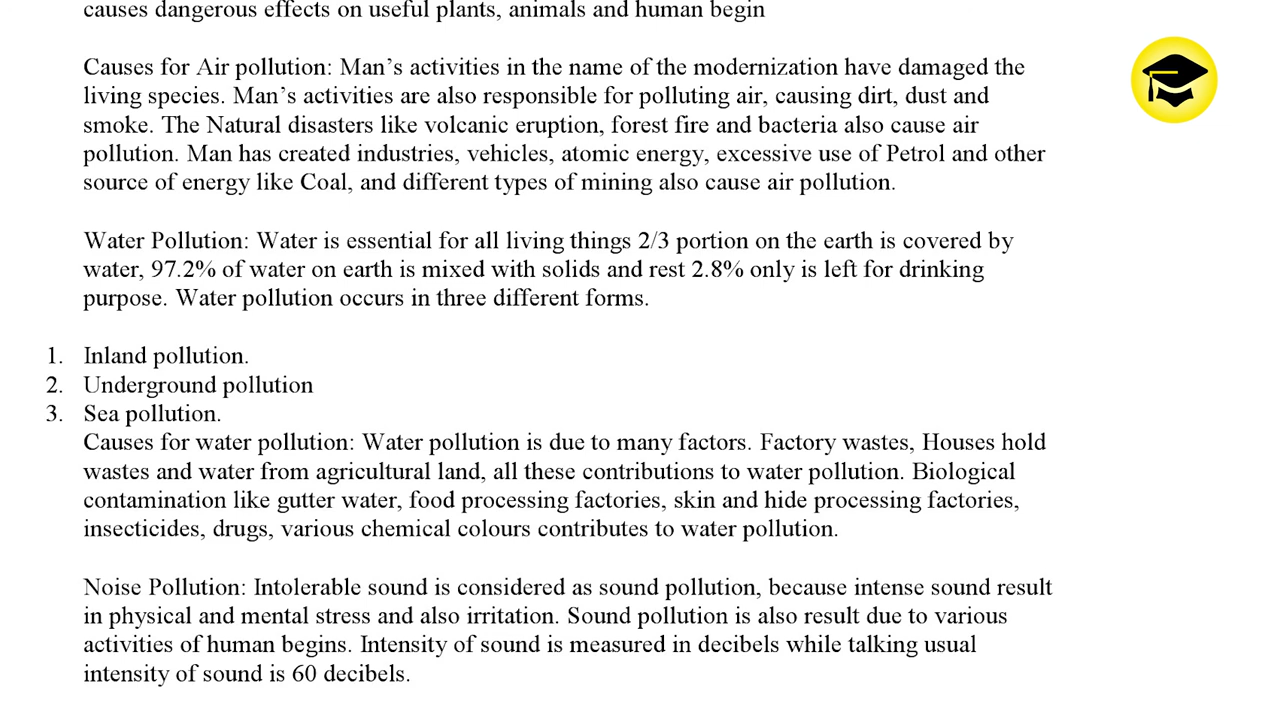 causes dangerous effects on useful plants, animals and human begin
Causes for Air pollution: Man’s activities in the name of the modernization have damaged the
living species. Man’s activities are also responsible for polluting air, causing dirt, dust and
smoke. The Natural disasters like volcanic eruption, forest fire and bacteria also cause air
pollution. Man has created industries, vehicles, atomic energy, excessive use of Petrol and other
source of energy like Coal, and different types of mining also cause air pollution.
Water Pollution: Water is essential for all living things 2/3 portion on the earth is covered by
water, 97.2% of water on earth is mixed with solids and rest 2.8% only is left for drinking
purpose. Water pollution occurs in three different forms.
1. Inland pollution.
2. Underground pollution
3. Sea pollution.
Causes for water pollution: Water pollution is due to many factors. Factory wastes, Houses hold
wastes and water from agricultural land, all these contributions to water pollution. Biological
contamination like gutter water, food processing factories, skin and hide processing factories,
insecticides, drugs, various chemical colours contributes to water pollution.
Noise Pollution: Intolerable sound is considered as sound pollution, because intense sound result
in physical and mental stress and also irritation. Sound pollution is also result due to various
activities of human begins. Intensity of sound is measured in decibels while talking usual
intensity of sound is 60 decibels.